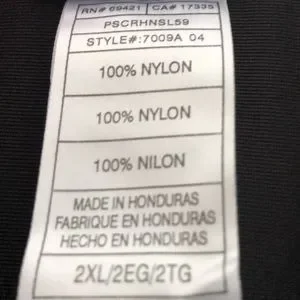 RN# 69421 CA# 17335
PSCRHNSL59
STYLE#:7009A 04
100% NYLON
100% NYLON
100% NILON
MADE IN HONDURAS
FABRIQUE EN HONDURAS
HECHO EN HONDURAS
2XL/2EG/2TG